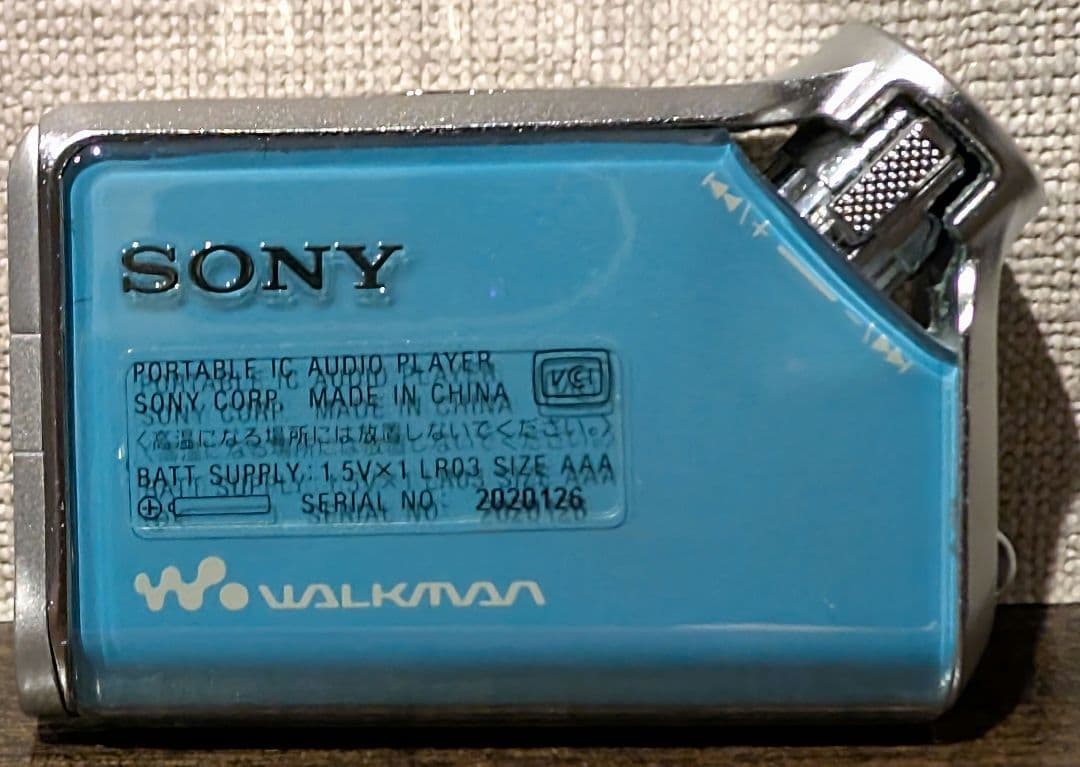 SONY
PORTABLE IC AUDIO PLAYER
SONY CORP. MADE IN CHINA
VCCI
〈高温になる場所には放置しないでください。〉
BATT SUPPLY: 1.5V×1 LR03 SIZE AAA
SERIAL NO. 2020126
WALKMAN